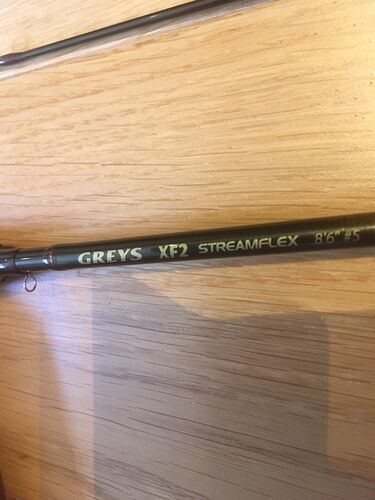 GREYS XF2 STREAMFLEX 8'6" #5